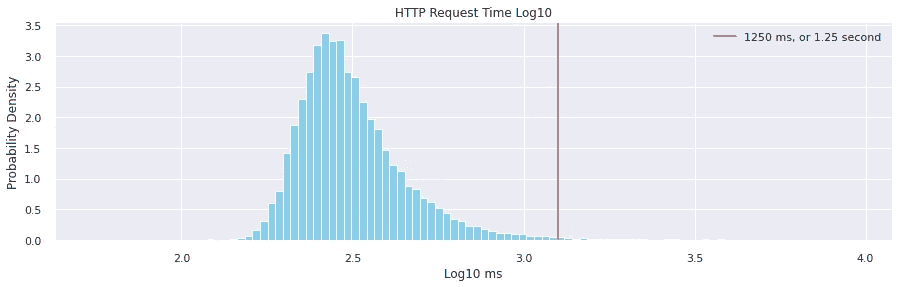 HTTP Request Time Log10
3.5
3.0
2.5
2.0
1.5
1.0
0.5
0.0
Probability Density
1250 ms, or 1.25 second
2.0 2.5 3.0 3.5 4.0
Log10 ms